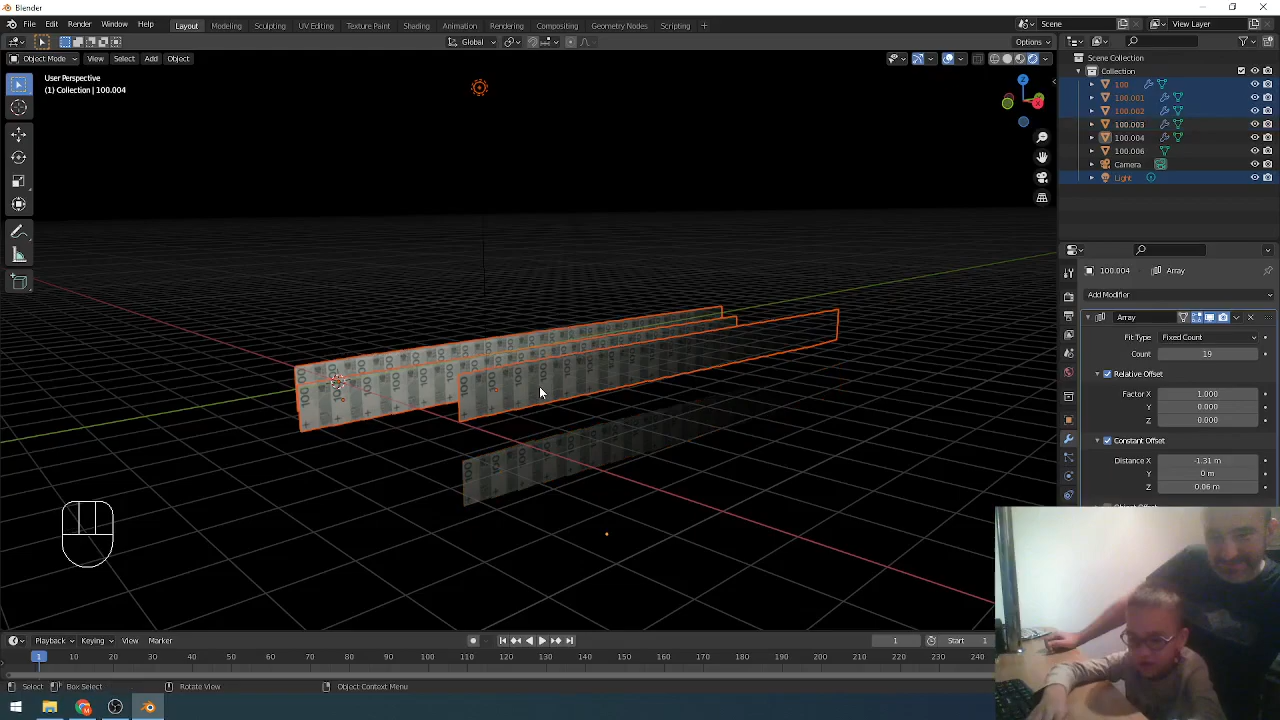 Blender
File Edit Render Window Help Layout Modeling Sculpting UV Editing Texture Paint Shading Animation Rendering Compositing Geometry Nodes Scripting + Scene View Layer
Global Options
Object Mode View Select Add Object
User Perspective
(1) Collection | 100.004
Scene Collection
Collection
100
100.001
100.002
100.003
100.004
100.006
Camera
Light
100.004 Array
Add Modifier
Array
Fit Type Fixed Count
Count 19
Relative Offset
Factor X 1.000
Y 0.000
Z 0.000
Constant Offset
Distance X -1.31 m
Y 0 m
Z 0.06 m
Playback Keying View Marker 1 Start 1
1 10 20 30 40 50 60 70 80 90 100 110 120 130 140 150 160 170 180 190 200 210 220 230 240
Select Box Select Rotate View Object Context Menu